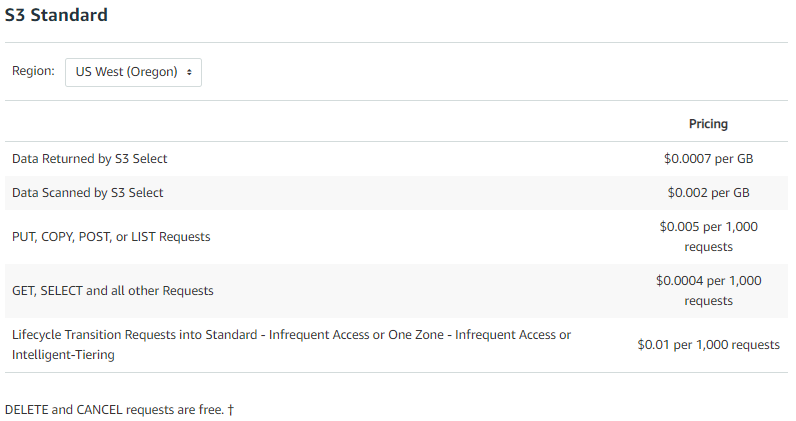 S3 Standard
Region: US West (Oregon)
Pricing
Data Returned by S3 Select $0.0007 per GB
Data Scanned by S3 Select $0.002 per GB
PUT, COPY, POST, or LIST Requests $0.005 per 1,000
requests
GET, SELECT and all other Requests $0.0004 per 1,000
requests
Lifecycle Transition Requests into Standard - Infrequent Access or One Zone - Infrequent Access or
Intelligent-Tiering $0.01 per 1,000 requests
DELETE and CANCEL requests are free. †